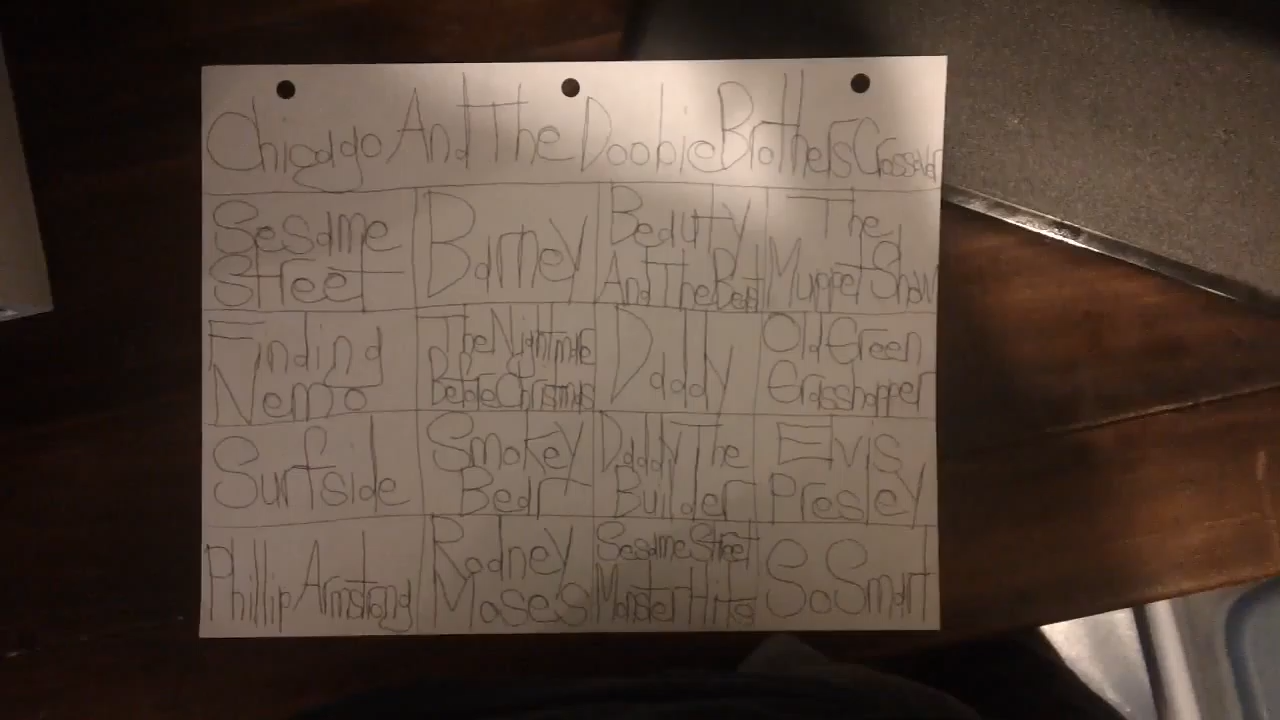 Chicago And The Doobie Brothers Crossover
Sesame
Street
Barney
Beauty
And The Beast
The
Muppet Show
Finding
Nemo
The Nightmare
Before Christmas
Daddy
Old Green
Grasshopper
Surfside
Smokey
Bear
Daddy The
Builder
Elvis
Presley
Phillip Armstrong
Rodney
Moses
Sesame Street
Monster Hits
So Smart